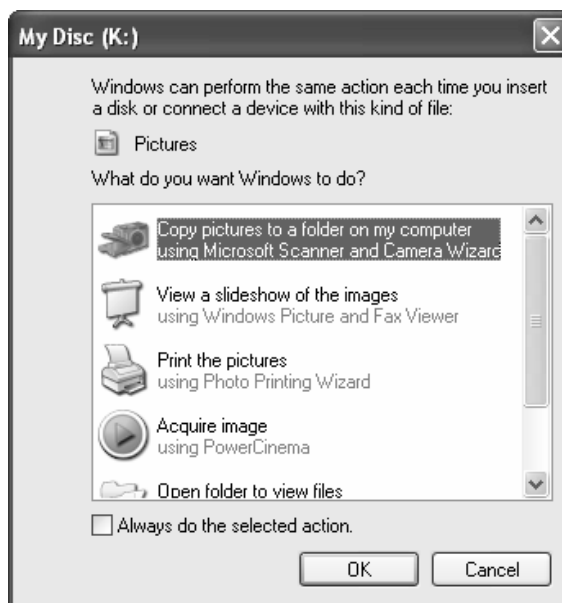 My Disc (K:)
Windows can perform the same action each time you insert
a disk or connect a device with this kind of file:
Pictures
What do you want Windows to do?
Copy pictures to a folder on my computer
using Microsoft Scanner and Camera Wizard
View a slideshow of the images
using Windows Picture and Fax Viewer
Print the pictures
using Photo Printing Wizard
Acquire image
using PowerCinema
Open folder to view files
Always do the selected action.
OK
Cancel